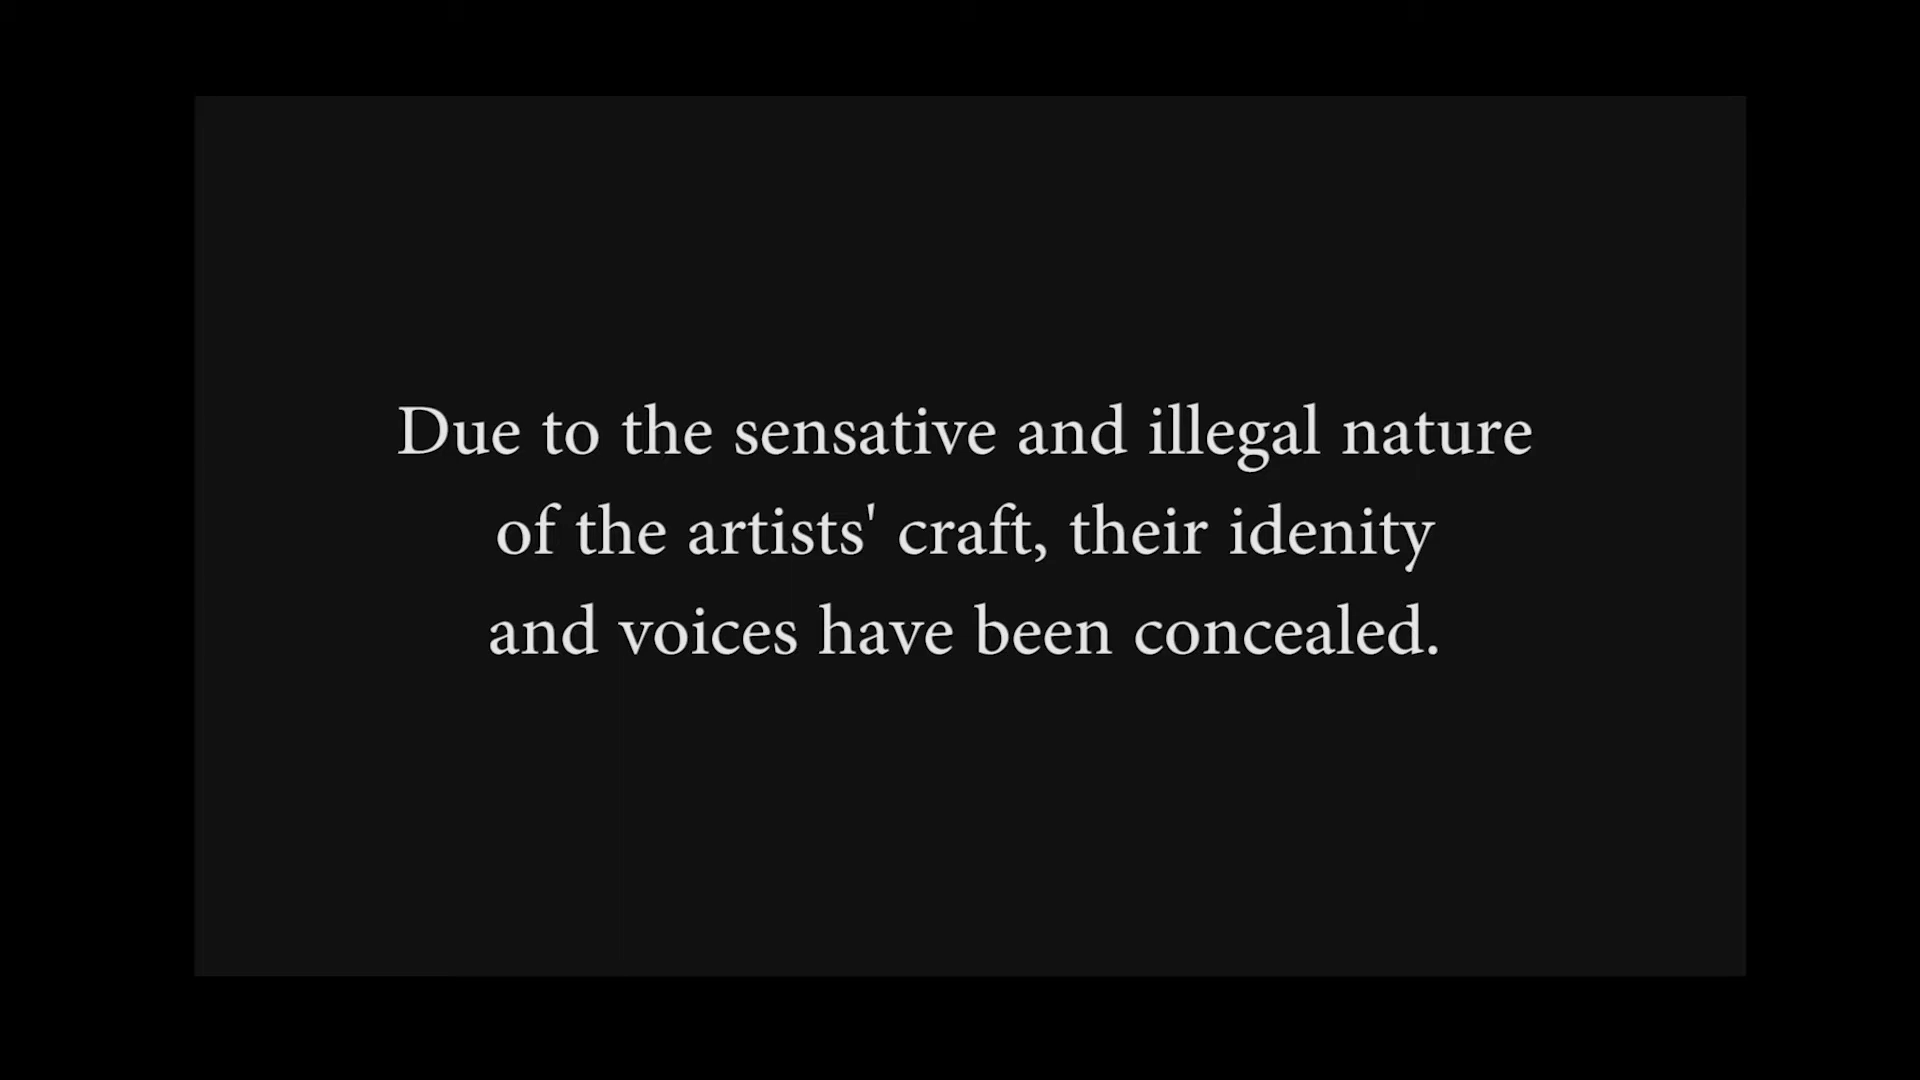 Due to the sensative and illegal nature
of the artists' craft, their idenity
and voices have been concealed.